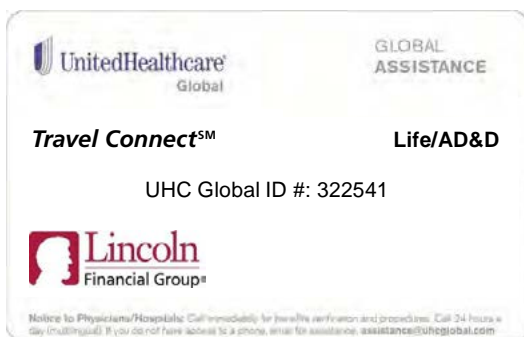 UnitedHealthcare®
Global
GLOBAL
ASSISTANCE
Travel Connect℠
Life/AD&D
UHC Global ID #: 322541
Lincoln
Financial Group®
Notice to Physicians/Hospitals: Call immediately for benefits verification and procedures. Call 24 hours a
day (multilingual). If you do not have access to a phone, email for assistance, assistance@uhcglobal.com